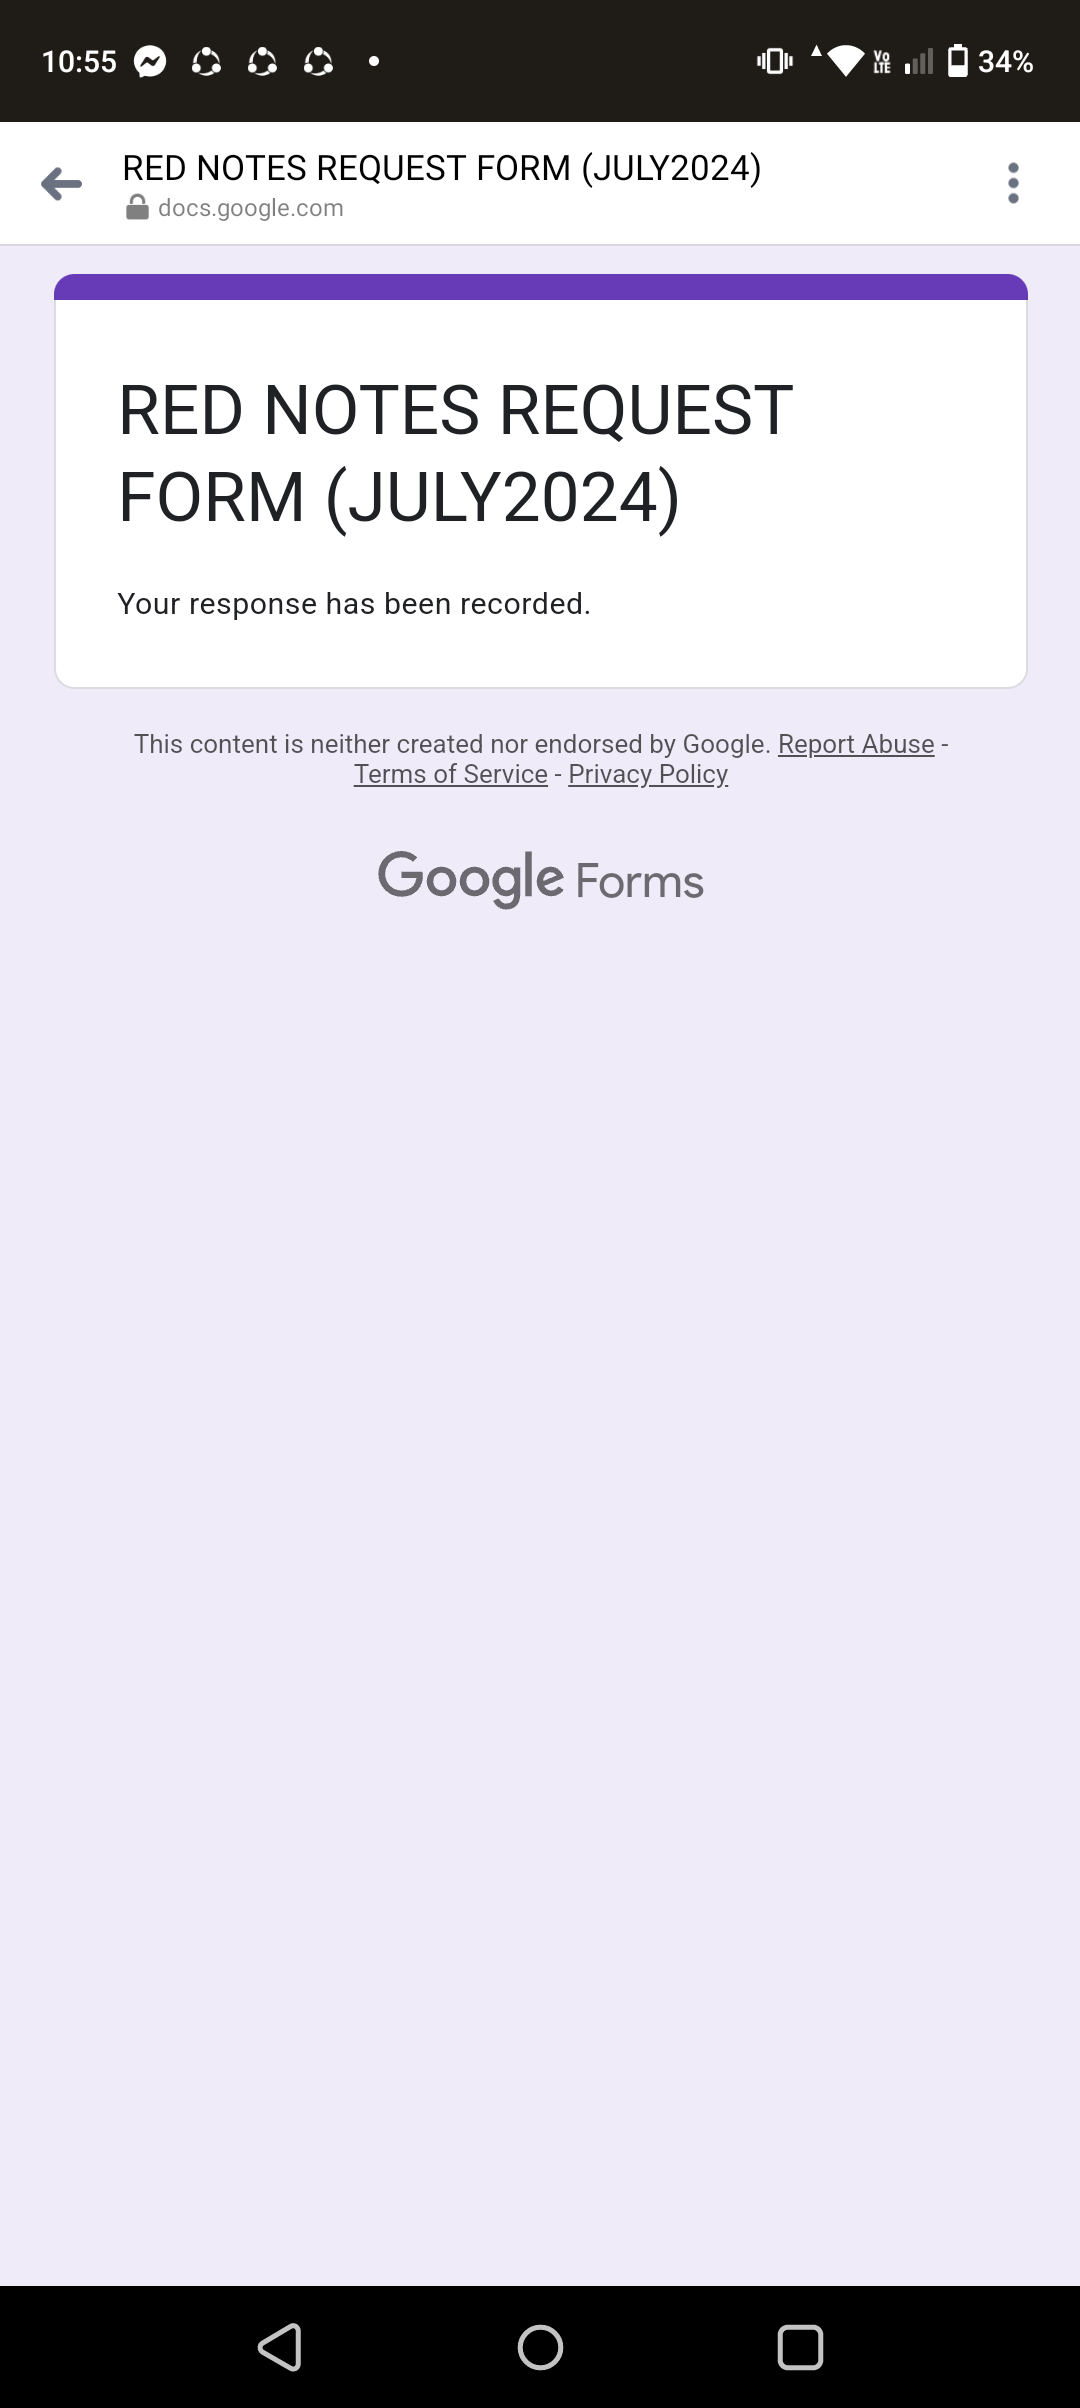 10:55
Vo
LTE
34%
RED NOTES REQUEST FORM (JULY2024)
docs.google.com
RED NOTES REQUEST
FORM (JULY2024)
Your response has been recorded.
This content is neither created nor endorsed by Google. Report Abuse -
Terms of Service - Privacy Policy
Google Forms